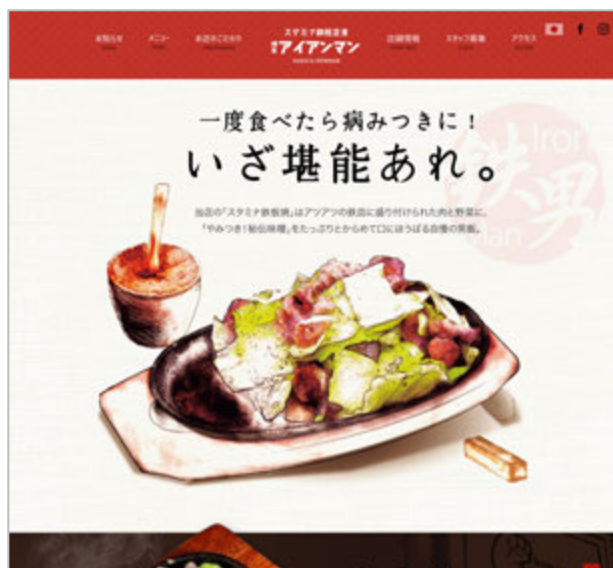 お知らせ
メニュー
お店のこだわり
スタミナ鉄板定食
アイアンマン
店舗情報
スタッフ募集
アクセス
一度食べたら病みつきに！
いざ堪能あれ。
当店の「スタミナ鉄板焼」はアツアツの鉄皿に盛り付けられた肉と野菜に、
「やみつき！秘伝味噌」をたっぷりとからめて口にほうばる自慢の黒飯。
Iron
鉄男
Man